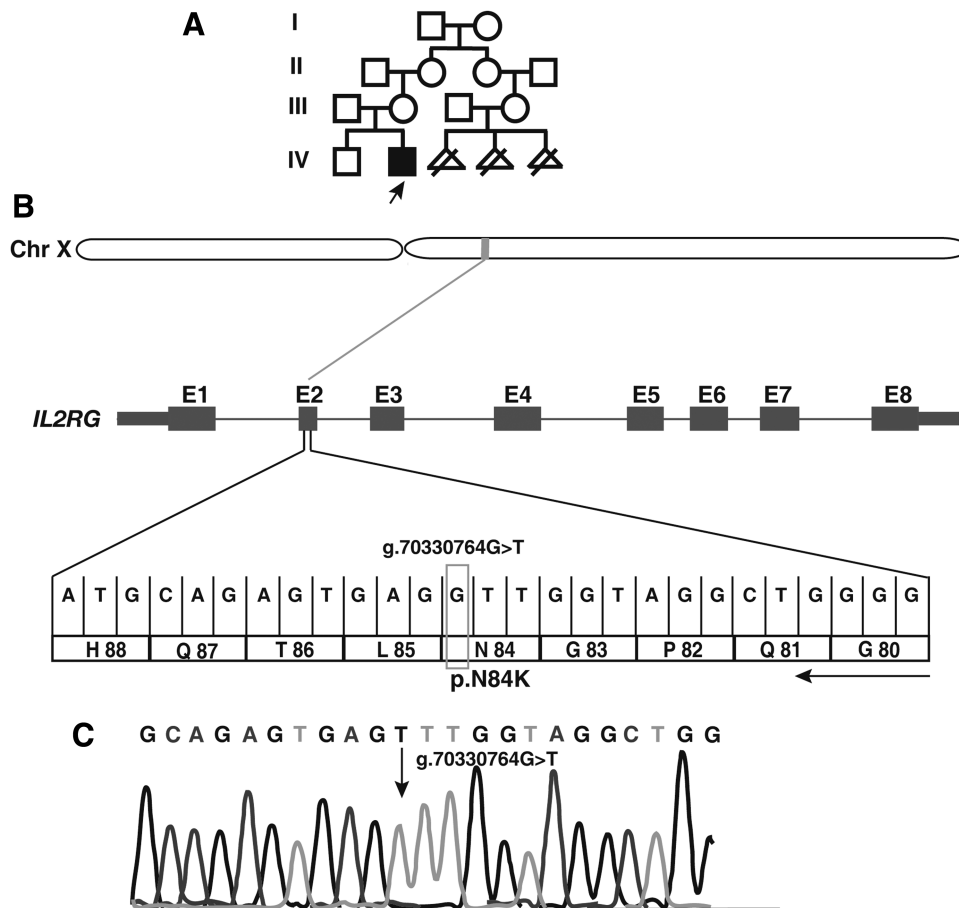 A
I
II
III
IV
B
Chr X
E1 E2 E3 E4 E5 E6 E7 E8
IL2RG
g.70330764G>T
A T G C A G A G T G A G G T T G G T A G G C T G G G G
H 88 Q 87 T 86 L 85 N 84 G 83 P 82 Q 81 G 80
p.N84K
C
G C A G A G T G A G T T T G G T A G G C T G G
g.70330764G>T